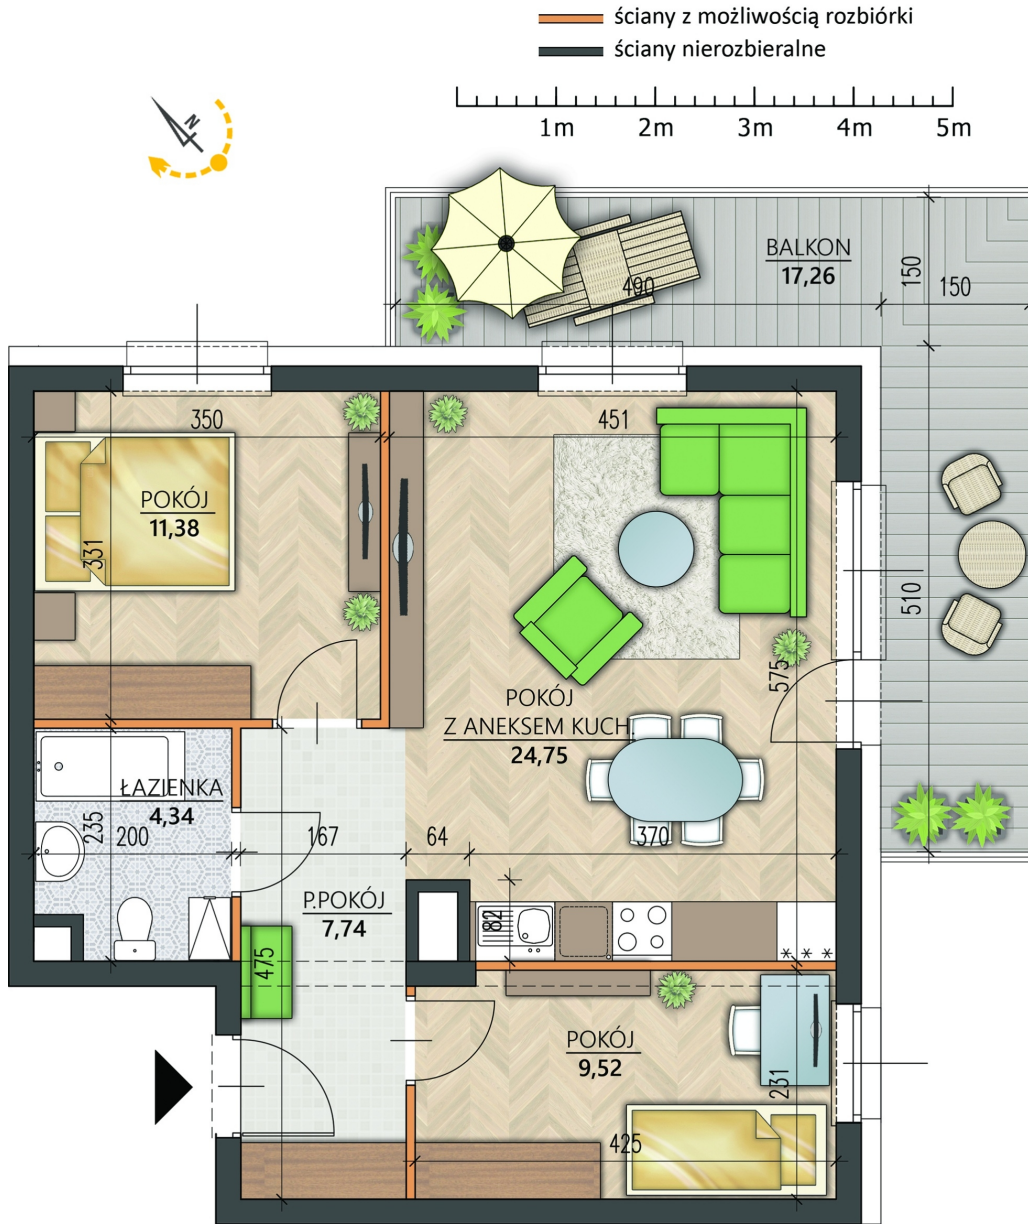 ściany z możliwością rozbiórki
ściany nierozbieralne
1m 2m 3m 4m 5m
N
BALKON
17,26
490
150
150
350
451
POKÓJ
11,38
331
510
575
POKÓJ
Z ANEKSEM KUCH.
24,75
ŁAZIENKA
4,34
235
200
167
64
370
P.POKÓJ
7,74
82
475
* * *
POKÓJ
9,52
231
425